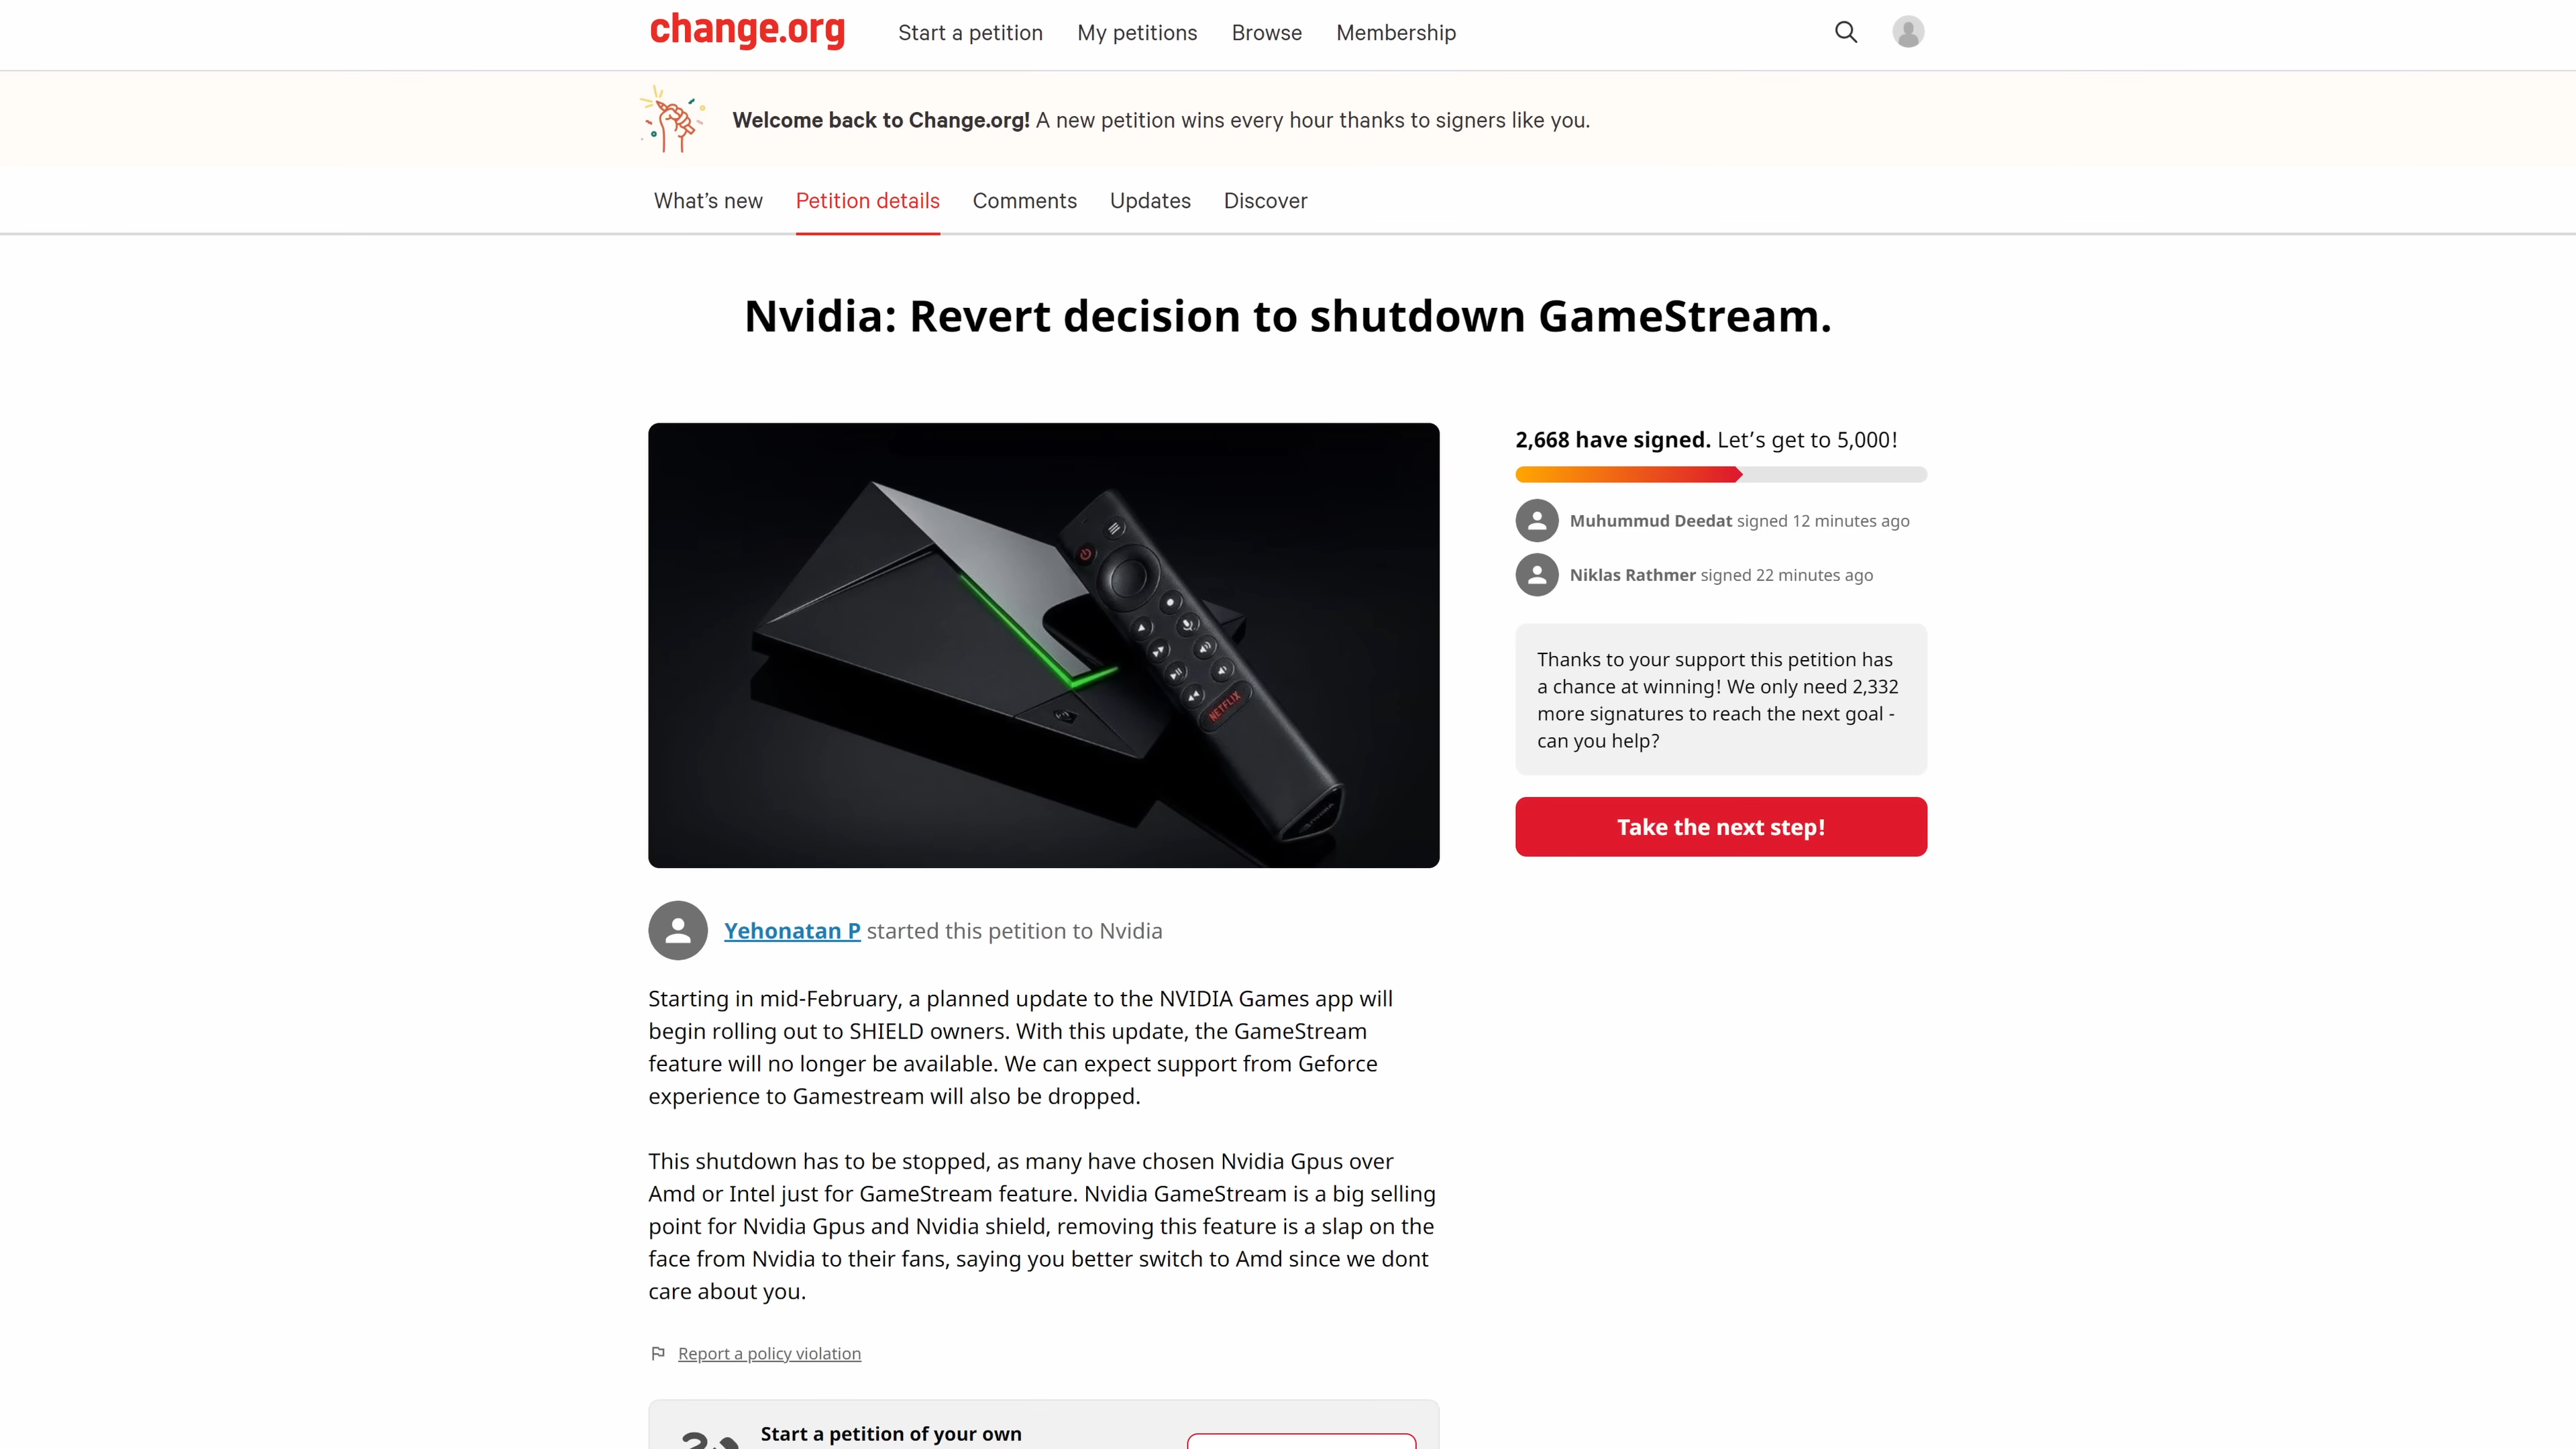 change.org
Start a petition
My petitions
Browse
Membership
Welcome back to Change.org! A new petition wins every hour thanks to signers like you.
What's new
Petition details
Comments
Updates
Discover
Nvidia: Revert decision to shutdown GameStream.
NETFLIX
2,668 have signed. Let's get to 5,000!
Muhummud Deedat signed 12 minutes ago
Niklas Rathmer signed 22 minutes ago
Thanks to your support this petition has
a chance at winning! We only need 2,332
more signatures to reach the next goal -
can you help?
Take the next step!
Yehonatan P started this petition to Nvidia
Starting in mid-February, a planned update to the NVIDIA Games app will
begin rolling out to SHIELD owners. With this update, the GameStream
feature will no longer be available. We can expect support from Geforce
experience to Gamestream will also be dropped.
This shutdown has to be stopped, as many have chosen Nvidia Gpus over
Amd or Intel just for GameStream feature. Nvidia GameStream is a big selling
point for Nvidia Gpus and Nvidia shield, removing this feature is a slap on the
face from Nvidia to their fans, saying you better switch to Amd since we dont
care about you.
Report a policy violation
Start a petition of your own